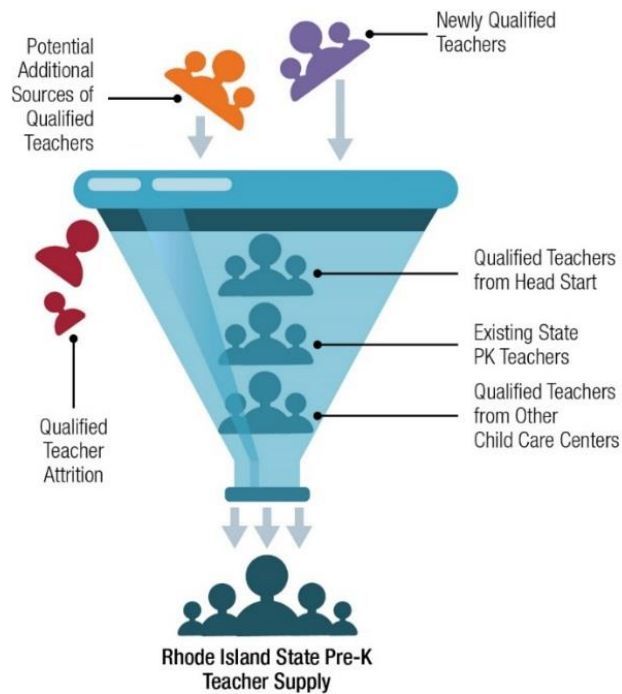 Potential
Additional
Sources of
Qualified
Teachers
Newly Qualified
Teachers
Qualified Teachers
from Head Start
Existing State
PK Teachers
Qualified Teachers
from Other
Child Care Centers
Qualified
Teacher
Attrition
Rhode Island State Pre-K
Teacher Supply